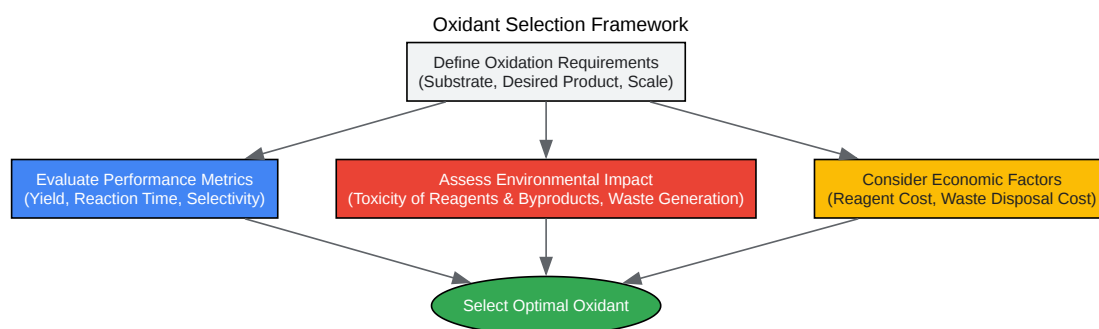 Oxidant Selection Framework
Define Oxidation Requirements
(Substrate, Desired Product, Scale)
Evaluate Performance Metrics
(Yield, Reaction Time, Selectivity)
Assess Environmental Impact
(Toxicity of Reagents & Byproducts, Waste Generation)
Consider Economic Factors
(Reagent Cost, Waste Disposal Cost)
Select Optimal Oxidant